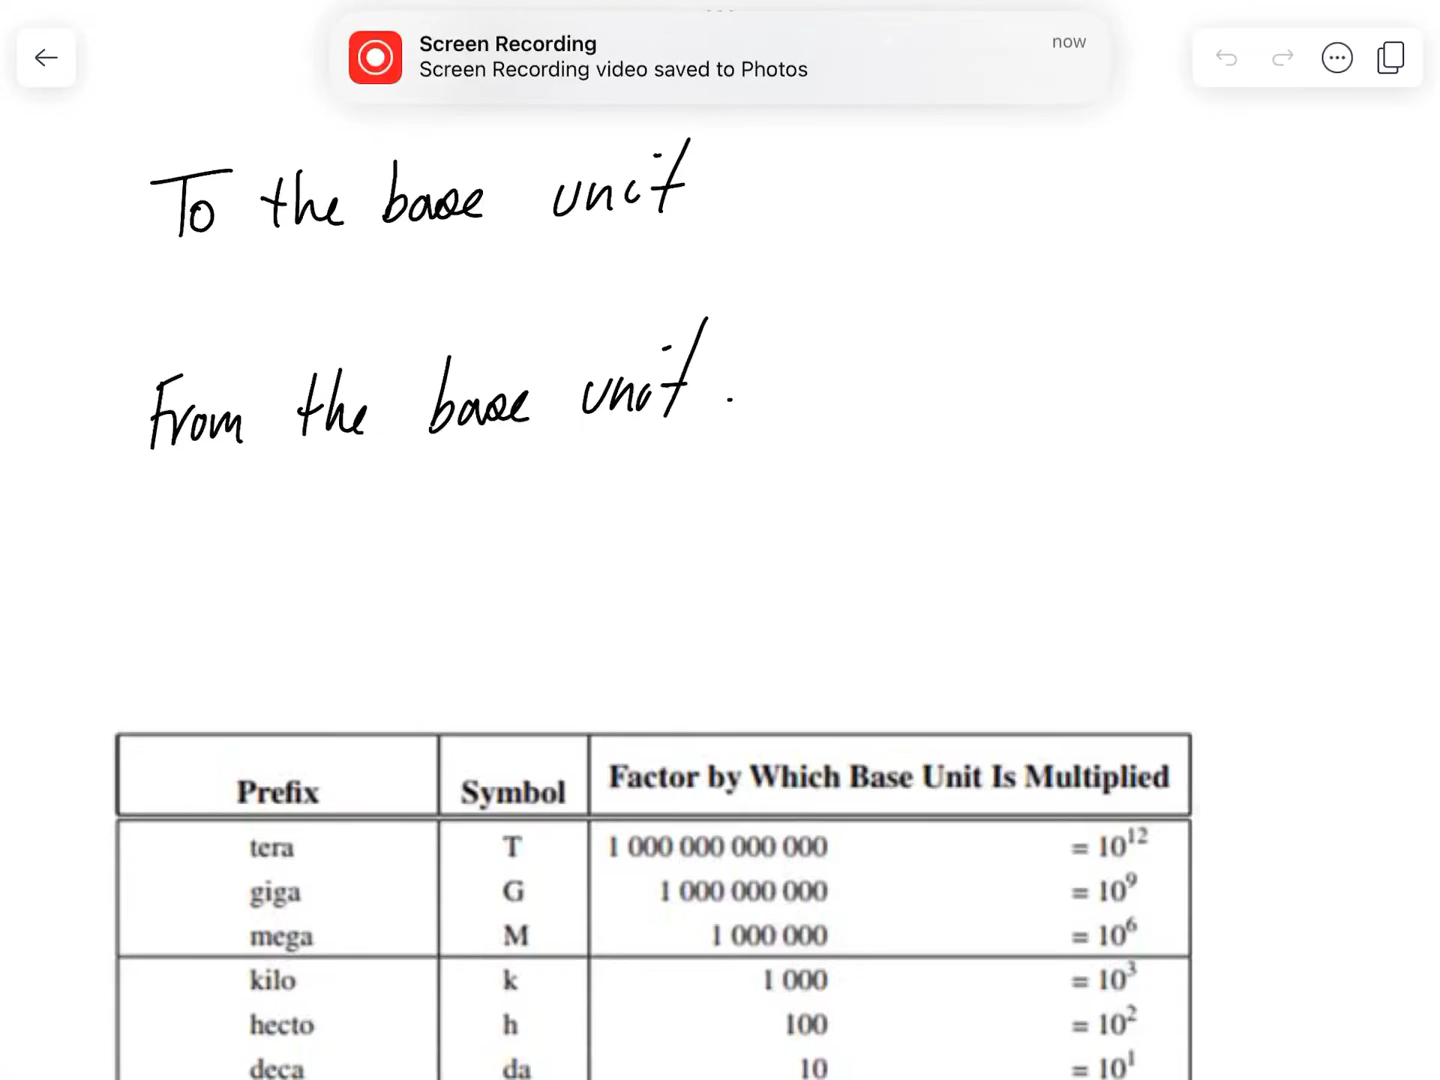 Screen Recording now
Screen Recording video saved to Photos
To the base unit
From the base unit.
Prefix Symbol Factor by Which Base Unit Is Multiplied
tera T 1 000 000 000 000 = 10¹²
giga G 1 000 000 000 = 10⁹
mega M 1 000 000 = 10⁶
kilo k 1 000 = 10³
hecto h 100 = 10²
deca da 10 = 10¹